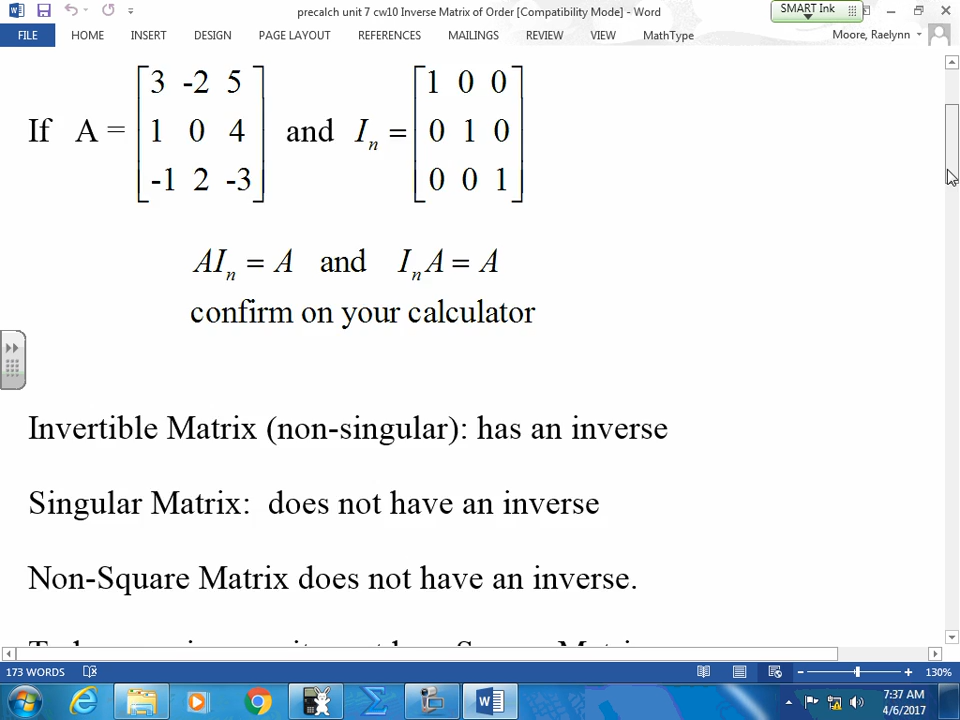 precalch unit 7 cw10 Inverse Matrix of Order [Compatibility Mode] - Word
SMART Ink
FILE HOME INSERT DESIGN PAGE LAYOUT REFERENCES MAILINGS REVIEW VIEW MathType Moore, Raelynn
3 -2 5 1 0 0
If A = 1 0 4 and Iₙ = 0 1 0
-1 2 -3 0 0 1
AIₙ = A and IₙA = A
confirm on your calculator
Invertible Matrix (non-singular): has an inverse
Singular Matrix: does not have an inverse
Non-Square Matrix does not have an inverse.
173 WORDS 130%
7:37 AM
4/6/2017